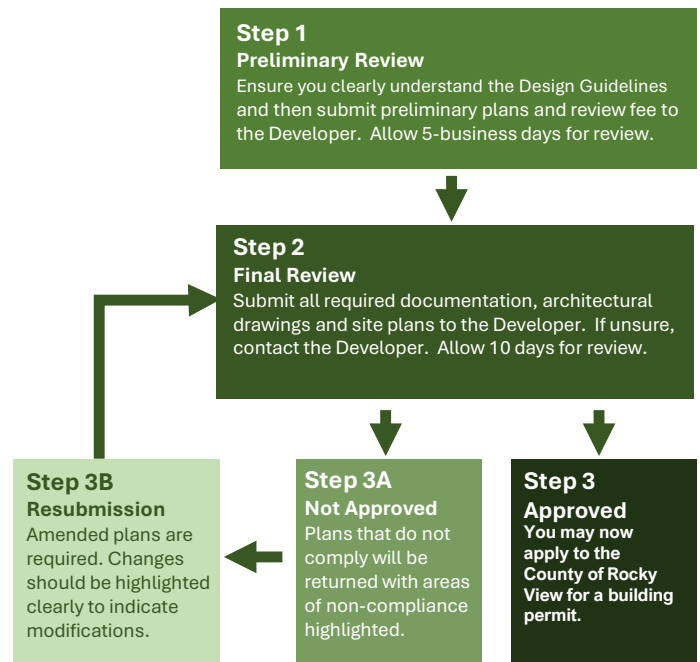 Step 1
Preliminary Review
Ensure you clearly understand the Design Guidelines
and then submit preliminary plans and review fee to
the Developer.  Allow 5-business days for review.
Step 2
Final Review
Submit all required documentation, architectural
drawings and site plans to the Developer.  If unsure,
contact the Developer.  Allow 10 days for review.
Step 3B
Resubmission
Amended plans are
required. Changes
should be highlighted
clearly to indicate
modifications.
Step 3A
Not Approved
Plans that do not
comply will be
returned with areas
of non-compliance
highlighted.
Step 3
Approved
You may now
apply to the
County of Rocky
View for a building
permit.